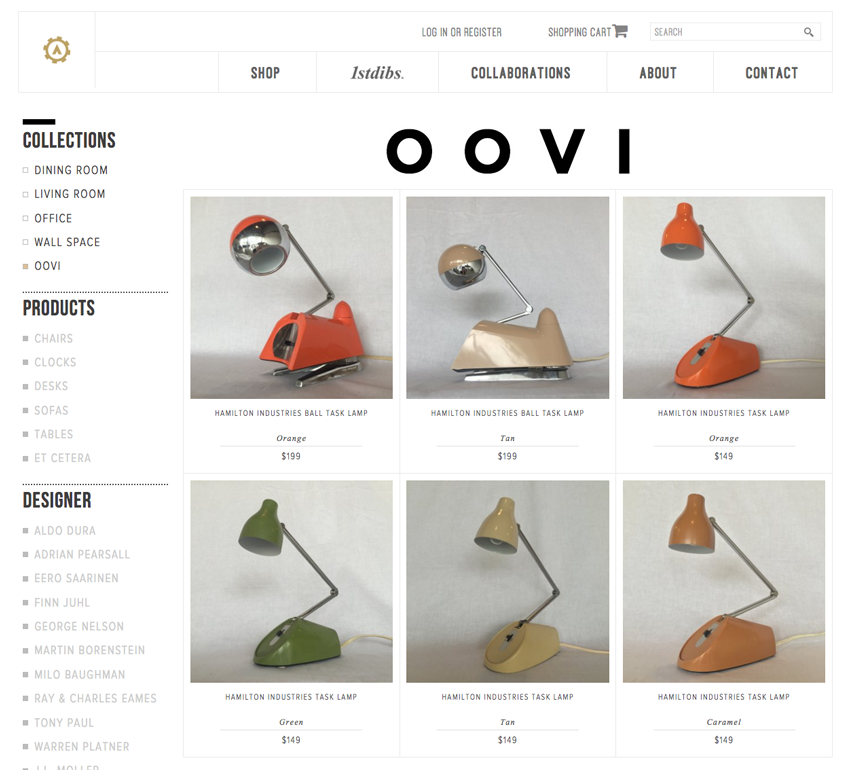 LOG IN OR REGISTER
SHOPPING CART
SEARCH
SHOP
1stdibs.
COLLABORATIONS
ABOUT
CONTACT
COLLECTIONS
DINING ROOM
LIVING ROOM
OFFICE
WALL SPACE
OOVI
PRODUCTS
CHAIRS
CLOCKS
DESKS
SOFAS
TABLES
ET CETERA
DESIGNER
ALDO DURA
ADRIAN PEARSALL
EERO SAARINEN
FINN JUHL
GEORGE NELSON
MARTIN BORENSTEIN
MILO BAUGHMAN
RAY & CHARLES EAMES
TONY PAUL
WARREN PLATNER
J.L. MOLLER
OOVI
HAMILTON INDUSTRIES BALL TASK LAMP
Orange
$199
HAMILTON INDUSTRIES BALL TASK LAMP
Tan
$199
HAMILTON INDUSTRIES TASK LAMP
Orange
$149
HAMILTON INDUSTRIES TASK LAMP
Green
$149
HAMILTON INDUSTRIES TASK LAMP
Tan
$149
HAMILTON INDUSTRIES TASK LAMP
Caramel
$149